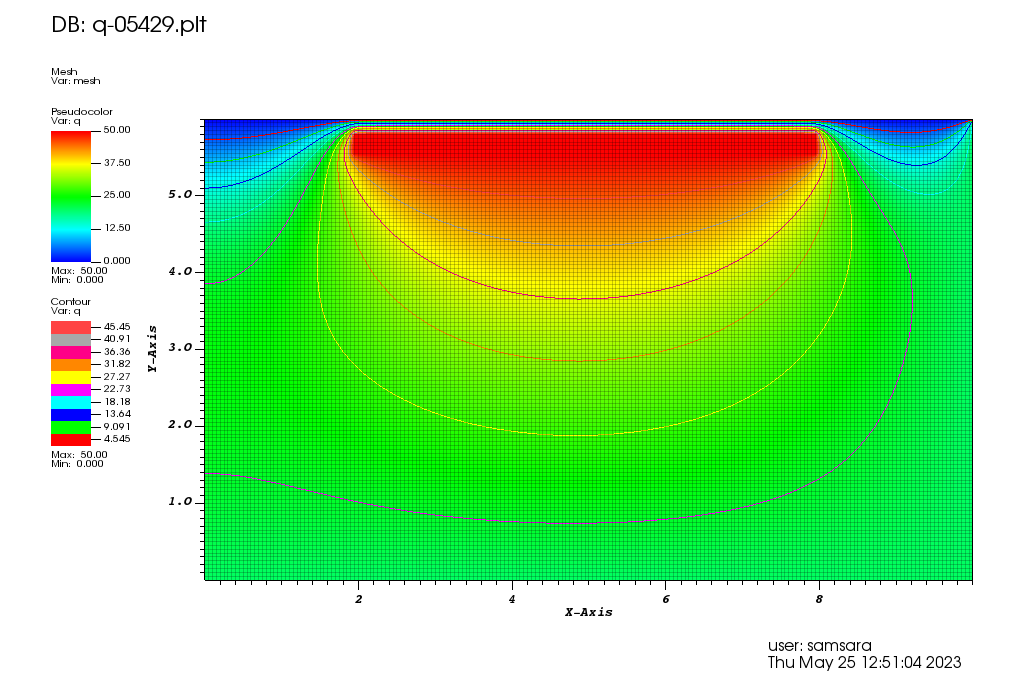 DB: q-05429.plt
Mesh
Var: mesh
Pseudocolor
Var: q
50.00
37.50
25.00
12.50
0.000
Max: 50.00
Min: 0.000
Contour
Var: q
45.45
40.91
36.36
31.82
27.27
22.73
18.18
13.64
9.091
4.545
Max: 50.00
Min: 0.000
Y-Axis
5.0
4.0
3.0
2.0
1.0
2
4
6
8
X-Axis
user: samsara
Thu May 25 12:51:04 2023